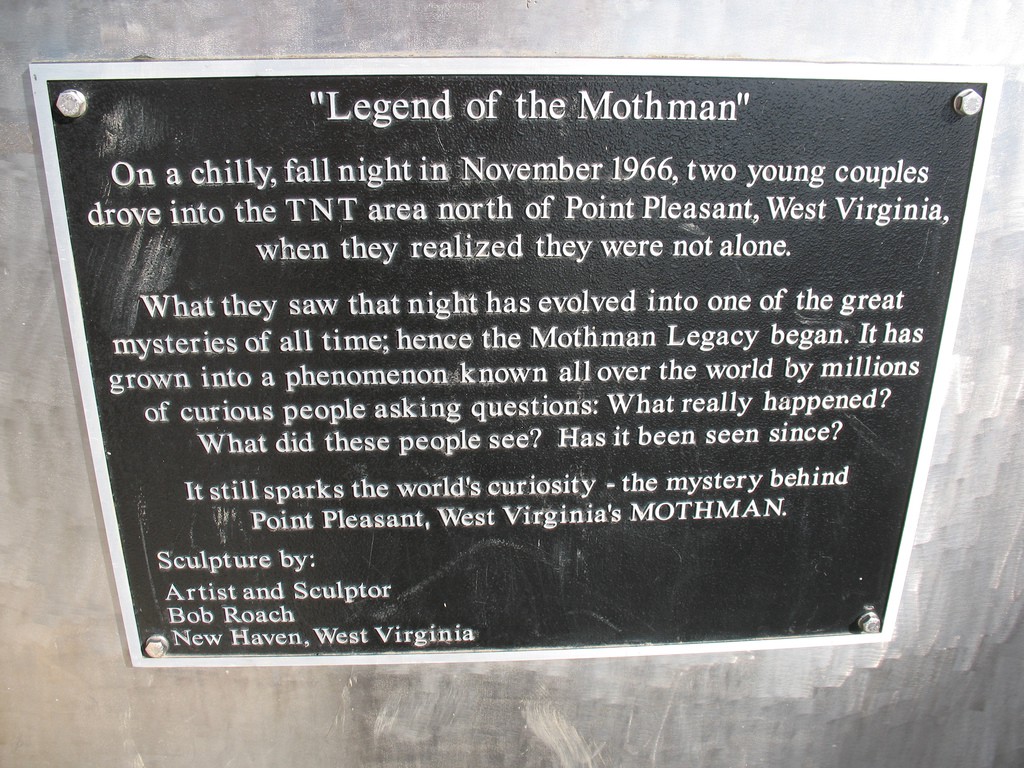 "Legend of the Mothman"
On a chilly, fall night in November 1966, two young couples
drove into the TNT area north of Point Pleasant, West Virginia,
when they realized they were not alone.
What they saw that night has evolved into one of the great
mysteries of all time; hence the Mothman Legacy began. It has
grown into a phenomenon known all over the world by millions
of curious people asking questions: What really happened?
What did these people see? Has it been seen since?
It still sparks the world's curiosity - the mystery behind
Point Pleasant, West Virginia's MOTHMAN.
Sculpture by:
Artist and Sculptor
Bob Roach
New Haven, West Virginia